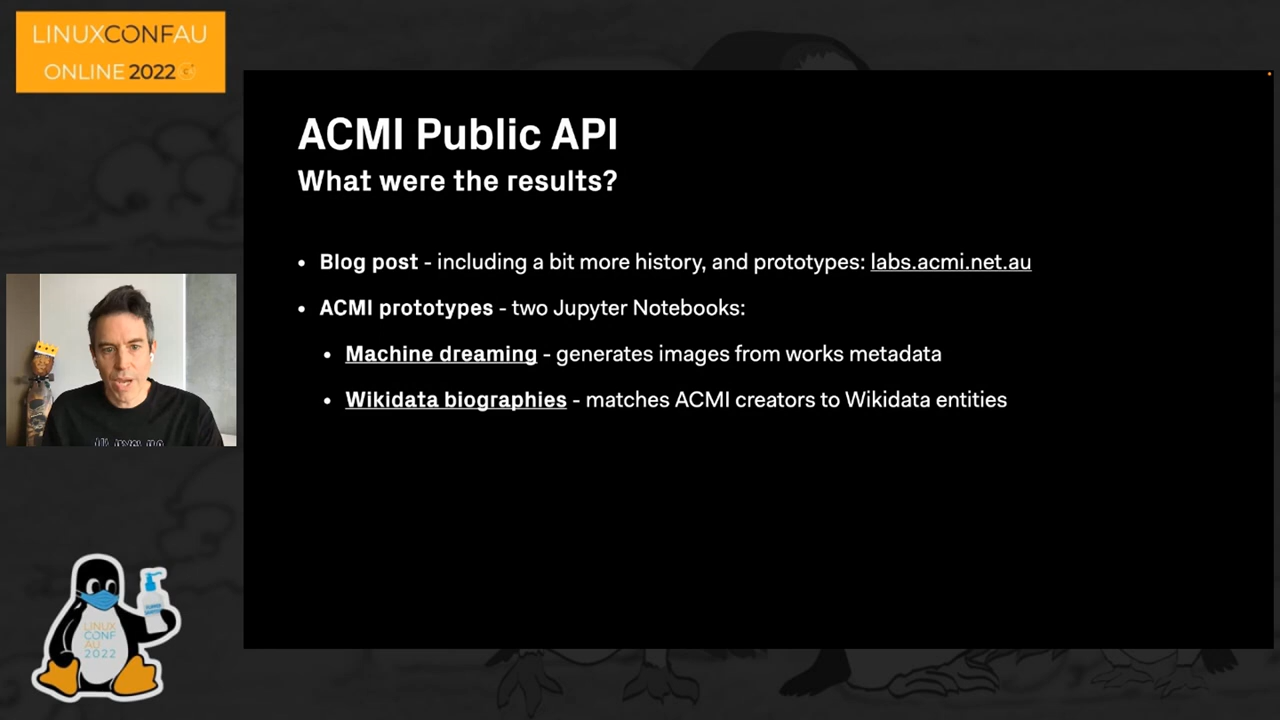 LINUXCONFAU
ONLINE 2022
ACMI Public API
What were the results?
• Blog post - including a bit more history, and prototypes: labs.acmi.net.au
• ACMI prototypes - two Jupyter Notebooks:
• Machine dreaming - generates images from works metadata
• Wikidata biographies - matches ACMI creators to Wikidata entities
LINUX
CONF
AU
2022